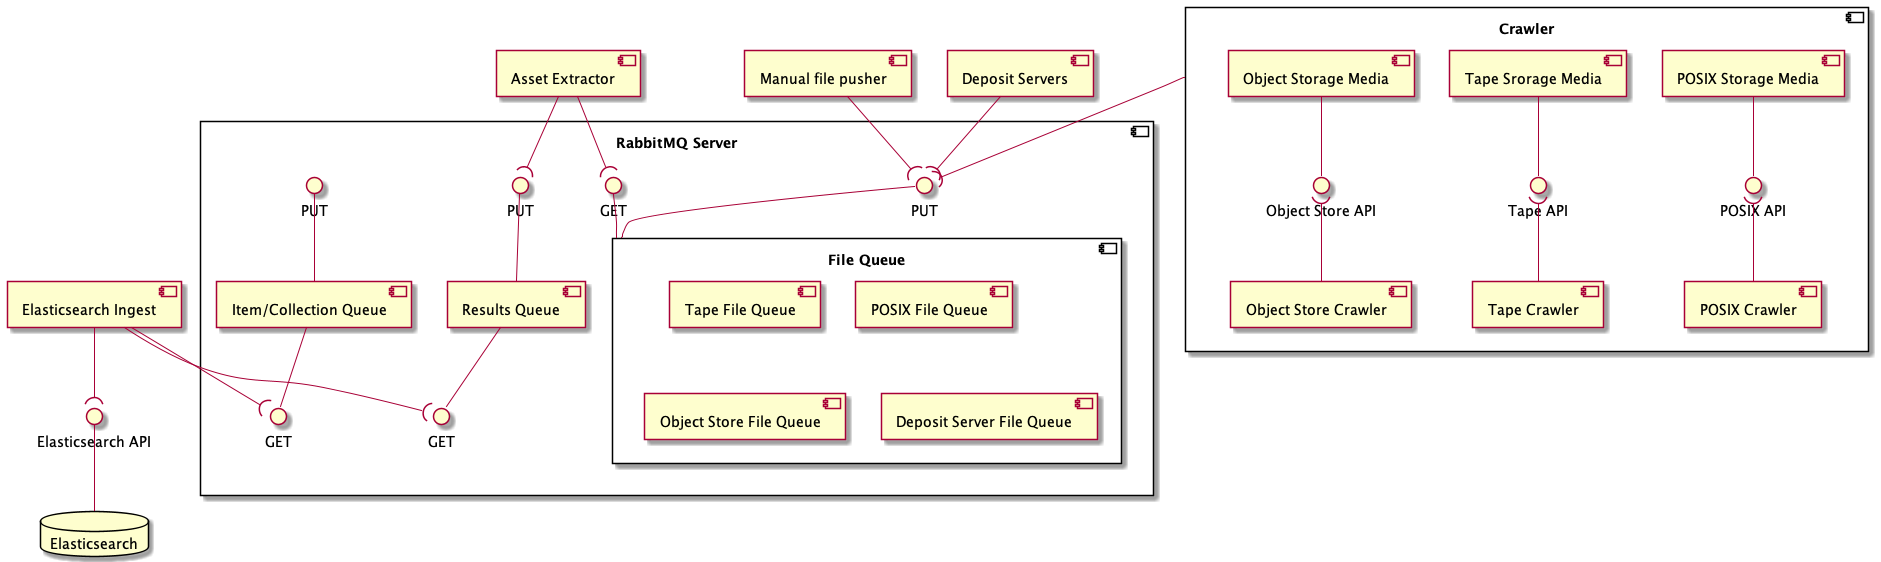 Crawler
Asset Extractor
Manual file pusher
Deposit Servers
Object Storage Media
Tape Srorage Media
POSIX Storage Media
RabbitMQ Server
PUT
PUT
GET
PUT
Object Store API
Tape API
POSIX API
File Queue
Elasticsearch Ingest
Item/Collection Queue
Results Queue
Tape File Queue
POSIX File Queue
Object Store Crawler
Tape Crawler
POSIX Crawler
Object Store File Queue
Deposit Server File Queue
Elasticsearch API
GET
GET
Elasticsearch